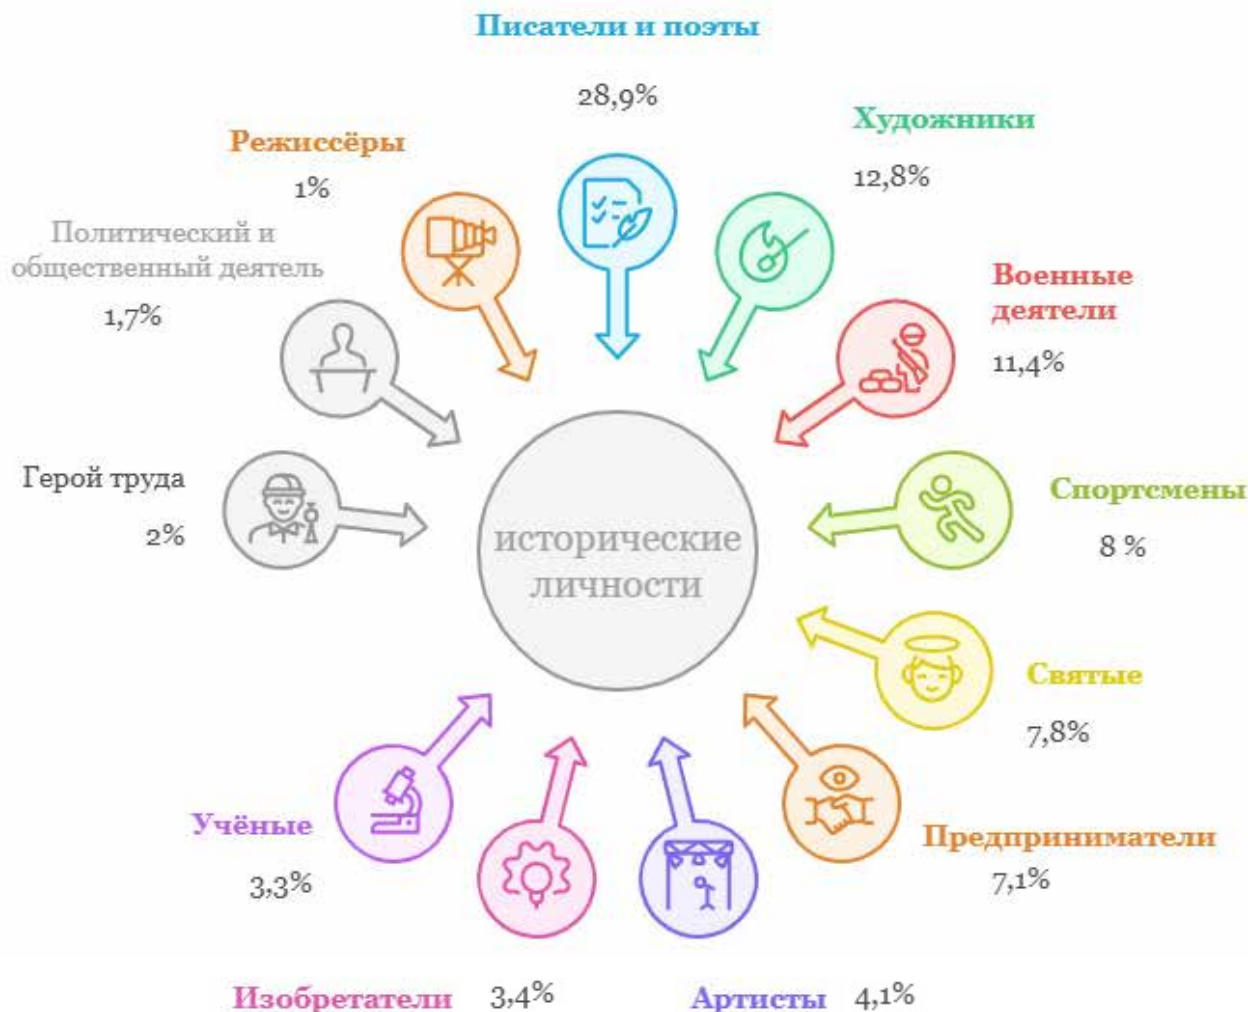 Писатели и поэты
28,9%
Художники
12,8%
Военные
деятели
11,4%
Спортсмены
8 %
Святые
7,8%
Предприниматели
7,1%
Артисты
4,1%
Изобретатели
3,4%
Учёные
3,3%
Герой труда
2%
Политический и
общественный деятель
1,7%
Режиссёры
1%
исторические
личности